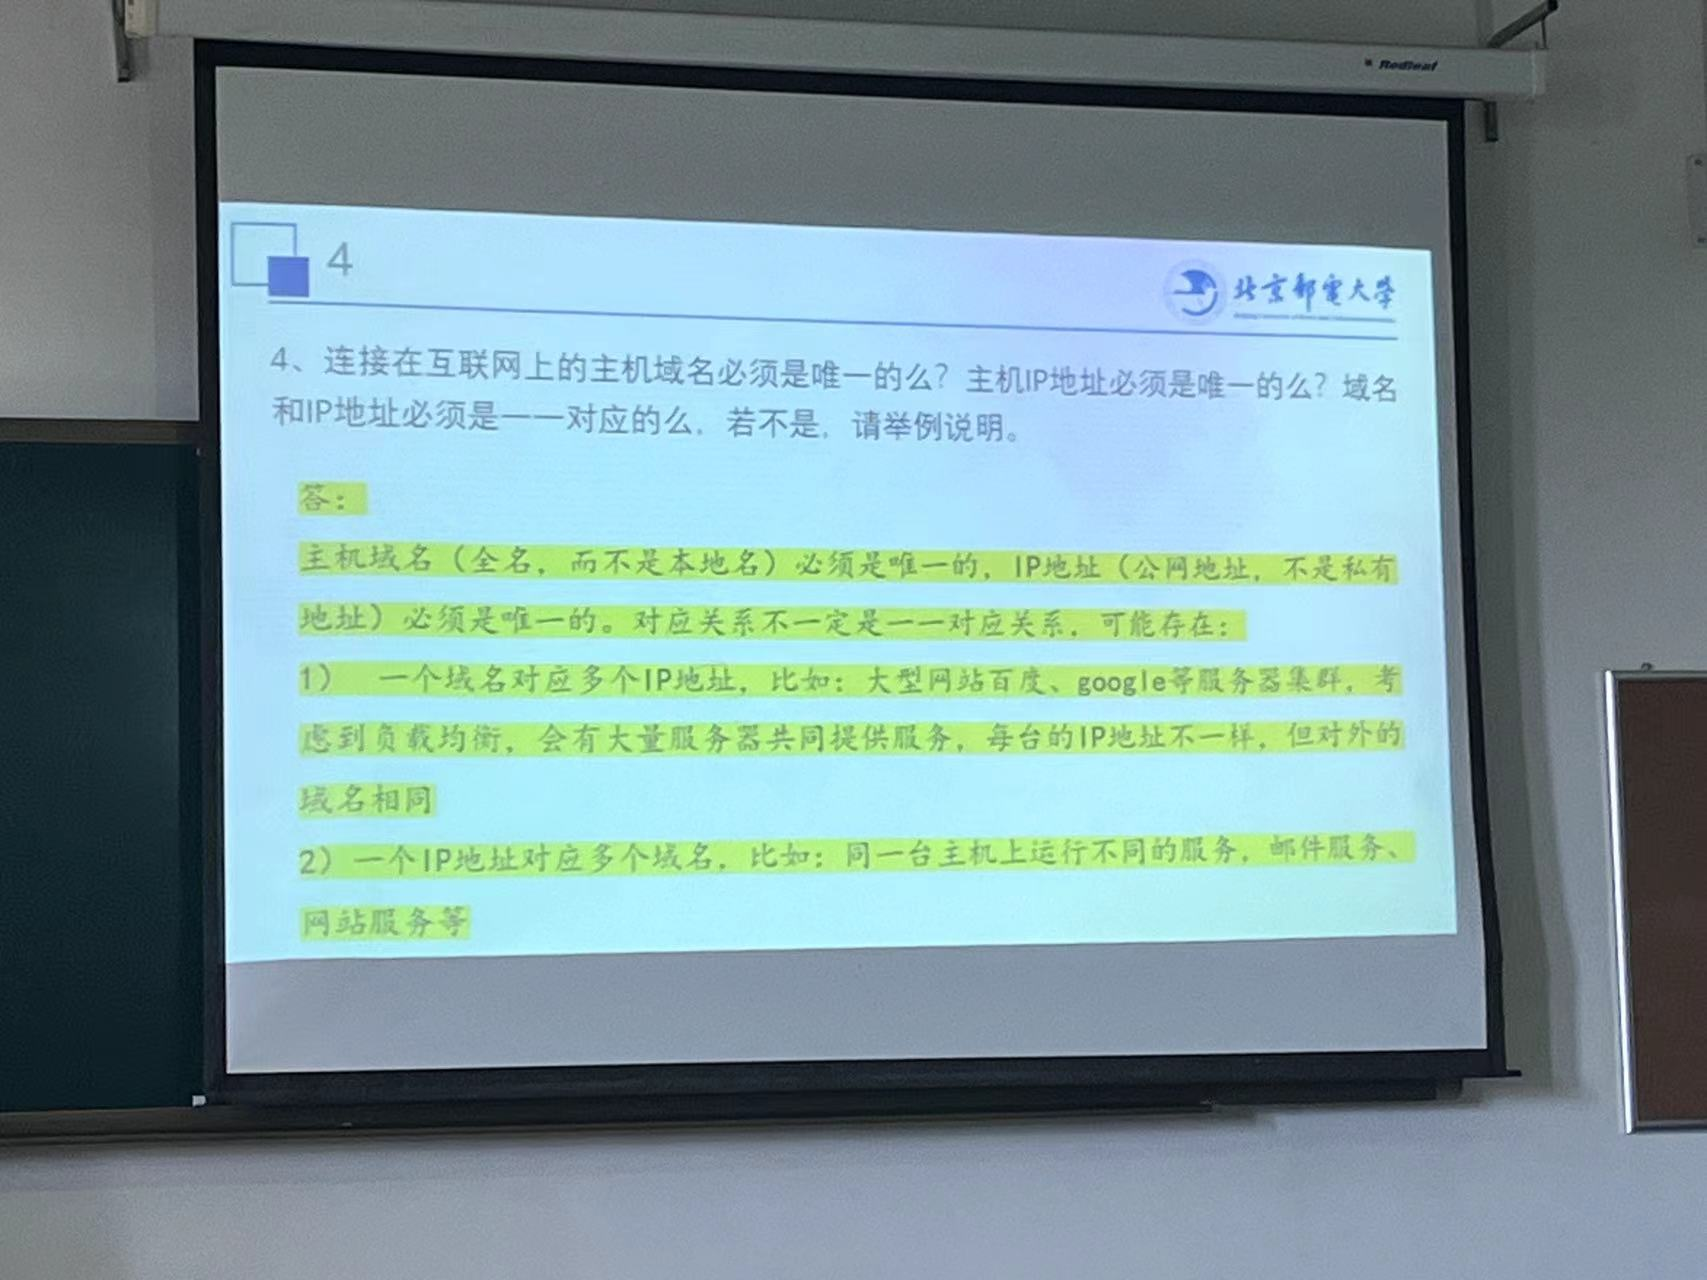 Redleaf
4
北京邮电大学
4、连接在互联网上的主机域名必须是唯一的么？主机IP地址必须是唯一的么？域名
和IP地址必须是一一对应的么，若不是，请举例说明。
答：
主机域名（全名，而不是本地名）必须是唯一的，IP地址（公网地址，不是私有
地址）必须是唯一的。对应关系不一定是一一对应关系，可能存在：
1） 一个域名对应多个IP地址，比如：大型网站百度、google等服务器集群，考
虑到负载均衡，会有大量服务器共同提供服务，每台的IP地址不一样，但对外的
域名相同
2）一个IP地址对应多个域名，比如：同一台主机上运行不同的服务，邮件服务、
网站服务等